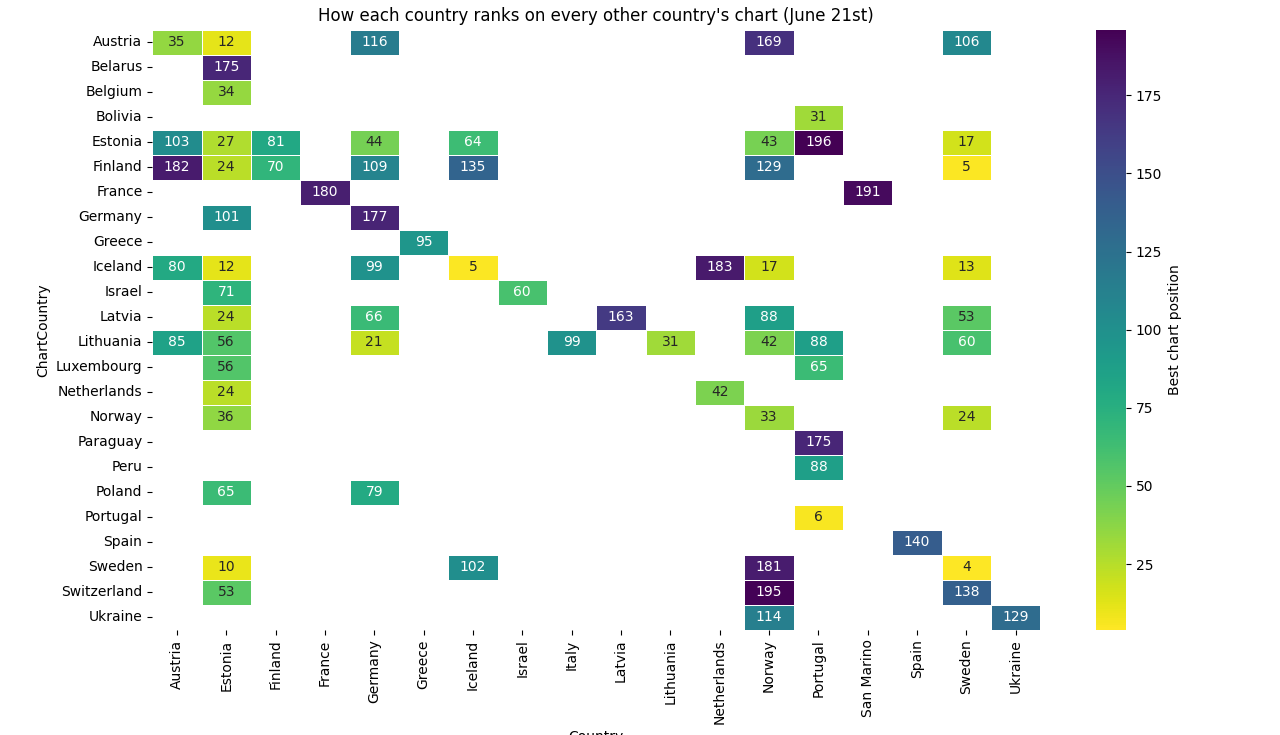 How each country ranks on every other country's chart (June 21st)
Austria 35 12 116 169 106
Belarus 175
Belgium 34
Bolivia 31
Estonia 103 27 81 44 64 43 196 17
Finland 182 24 70 109 135 129 5
France 180 191
Germany 101 177
Greece 95
Iceland 80 12 99 5 183 17 13
Israel 71 60
Latvia 24 66 163 88 53
Lithuania 85 56 21 99 31 42 88 60
Luxembourg 56 65
Netherlands 24 42
Norway 36 33 24
Paraguay 175
Peru 88
Poland 65 79
Portugal 6
Spain 140
Sweden 10 102 181 4
Switzerland 53 195 138
Ukraine 114 129
ChartCountry
Austria
Estonia
Finland
France
Germany
Greece
Iceland
Israel
Italy
Latvia
Lithuania
Netherlands
Norway
Portugal
San Marino
Spain
Sweden
Ukraine
Country
175
150
125
100
75
50
25
Best chart position